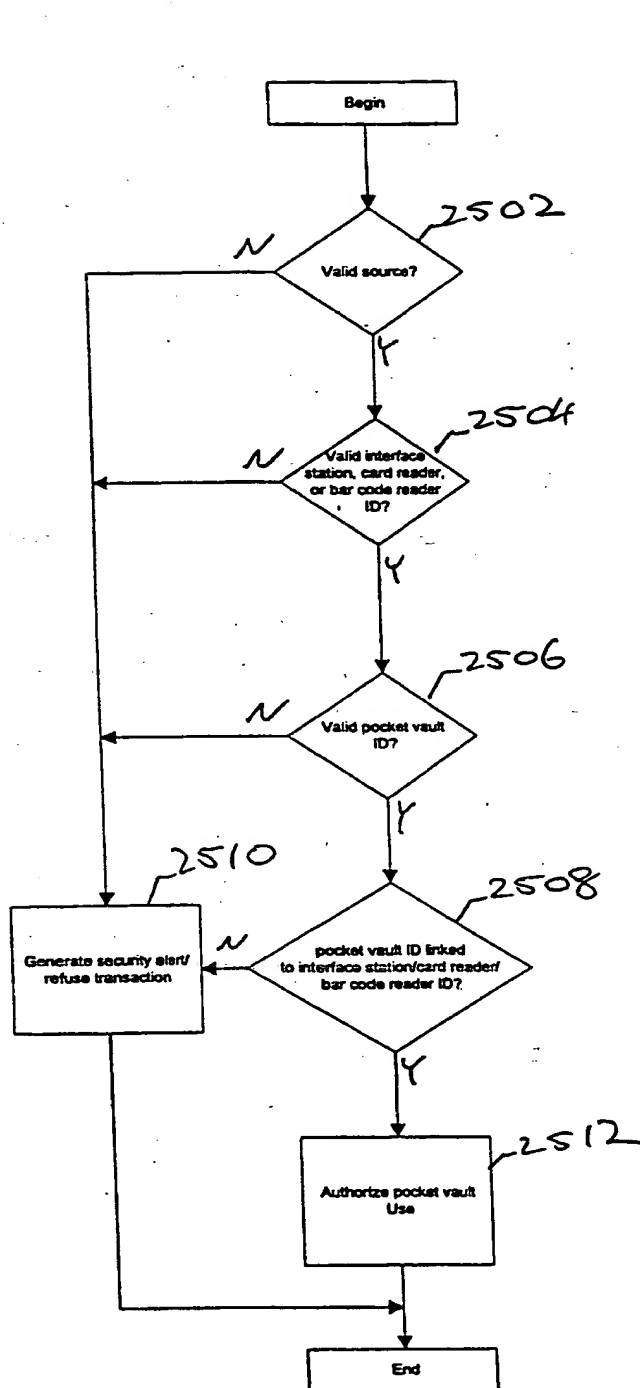 Begin
2502
N
Valid source?
Y
2504
N
Valid interface
station, card reader,
or bar code reader
ID?
Y
2506
N
Valid pocket vault
ID?
Y
2510
2508
Generate security alert/
refuse transaction
N
pocket vault ID linked
to interface station/card reader/
bar code reader ID?
Y
2512
Authorize pocket vault
Use
End